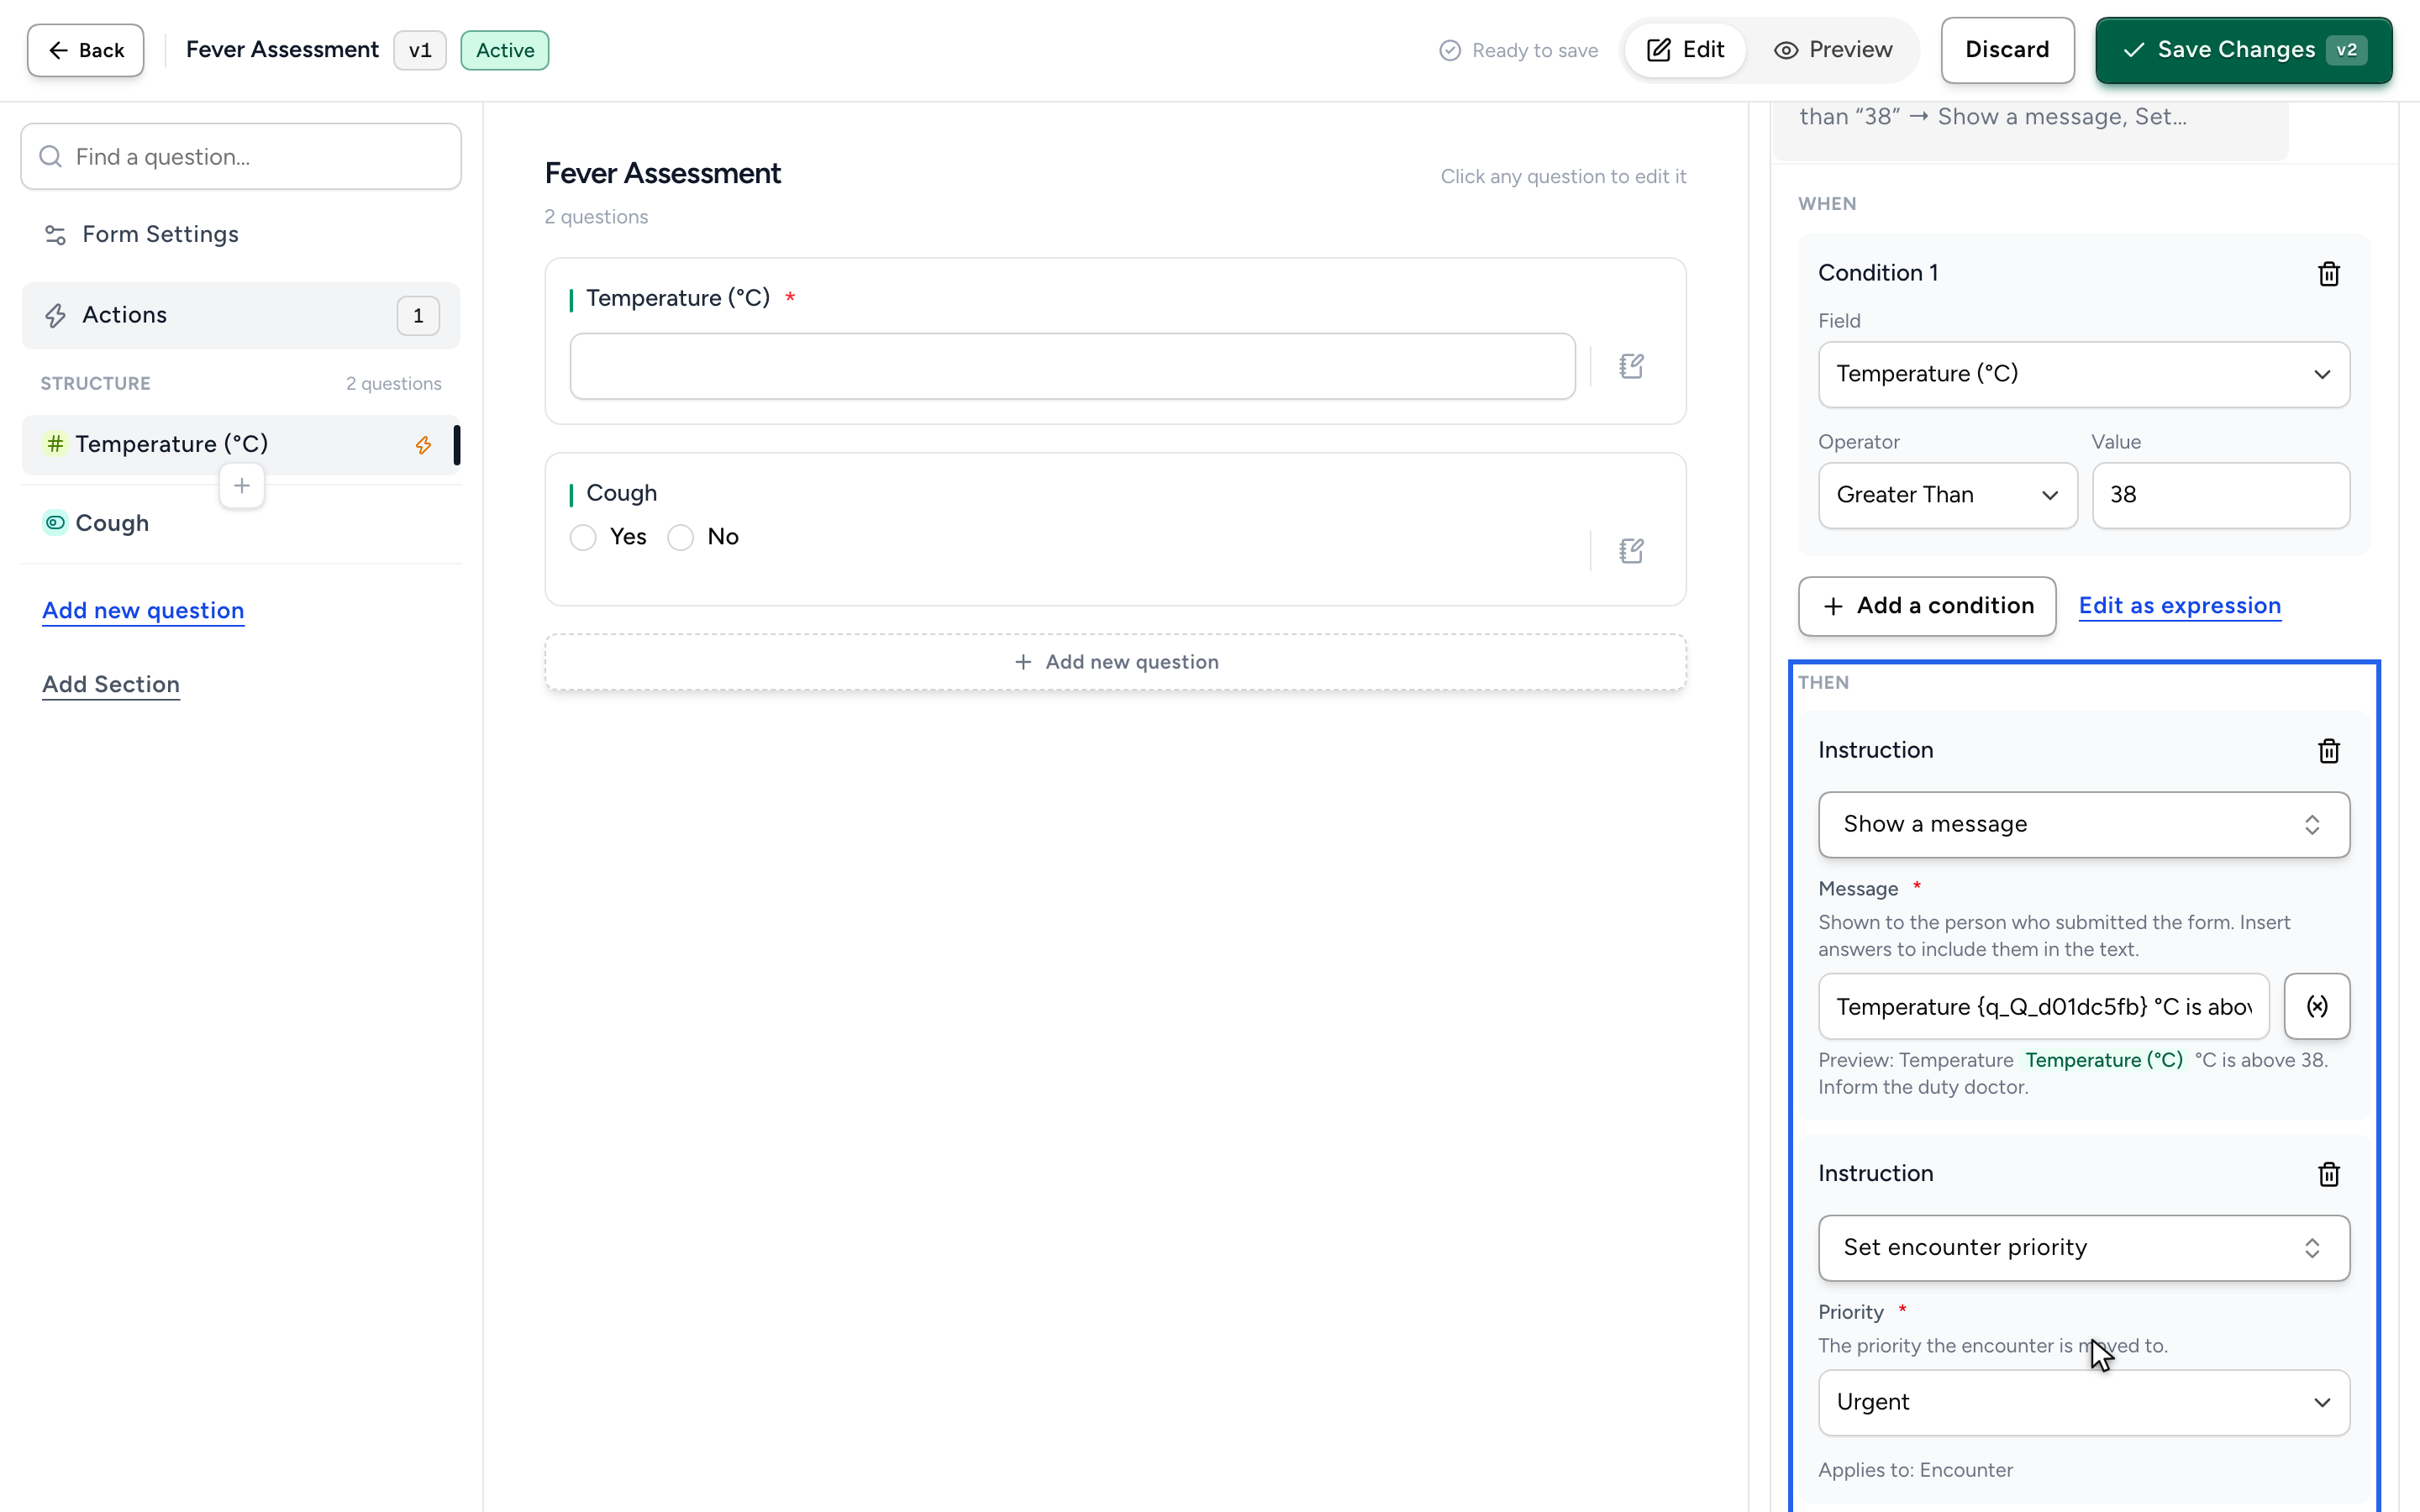 Back
Fever Assessment v1 Active
Ready to save
Edit
Preview
Discard
Save Changes v2
Find a question...
Form Settings
Actions 1
STRUCTURE 2 questions
# Temperature (°C)
Cough
Add new question
Add Section
Fever Assessment
Click any question to edit it
2 questions
Temperature (°C) *
Cough
Yes No
+ Add new question
than “38” → Show a message, Set...
WHEN
Condition 1
Field
Temperature (°C)
Operator Value
Greater Than 38
+ Add a condition Edit as expression
THEN
Instruction
Show a message
Message *
Shown to the person who submitted the form. Insert
answers to include them in the text.
Temperature {q_Q_d01dc5fb} °C is abov
(x)
Preview: Temperature Temperature (°C) °C is above 38.
Inform the duty doctor.
Instruction
Set encounter priority
Priority *
The priority the encounter is moved to.
Urgent
Applies to: Encounter